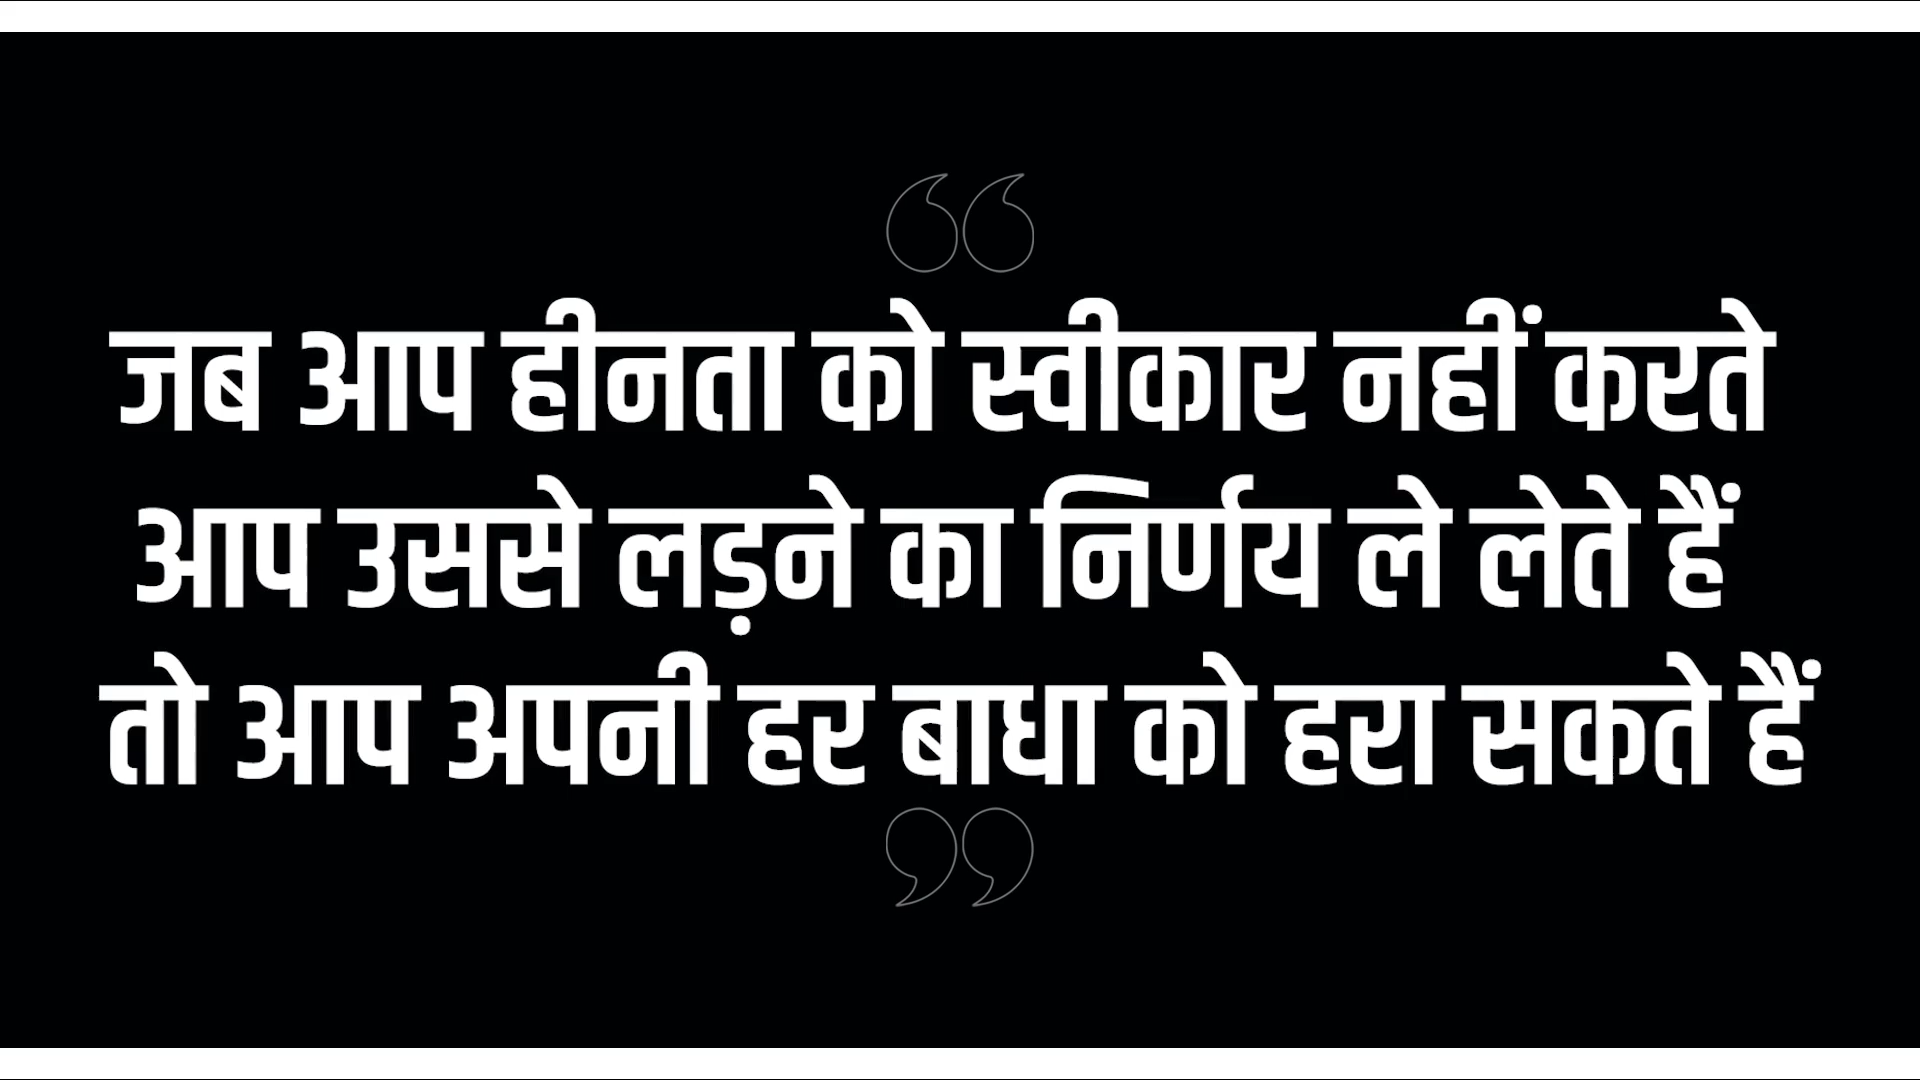 जब आप हीनता को स्वीकार नहीं करते
आप उससे लड़ने का निर्णय ले लेते हैं
तो आप अपनी हर बाधा को हरा सकते हैं